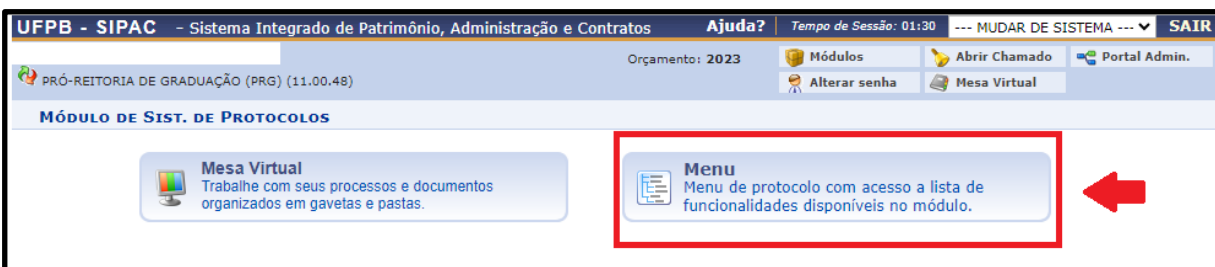 UFPB - SIPAC – Sistema Integrado de Patrimônio, Administração e Contratos Ajuda? Tempo de Sessão: 01:30 --- MUDAR DE SISTEMA --- SAIR
Orçamento: 2023 Módulos Abrir Chamado Portal Admin.
PRÓ-REITORIA DE GRADUAÇÃO (PRG) (11.00.48) Alterar senha Mesa Virtual
MÓDULO DE SIST. DE PROTOCOLOS
Mesa Virtual
Trabalhe com seus processos e documentos
organizados em gavetas e pastas.
Menu
Menu de protocolo com acesso a lista de
funcionalidades disponíveis no módulo.